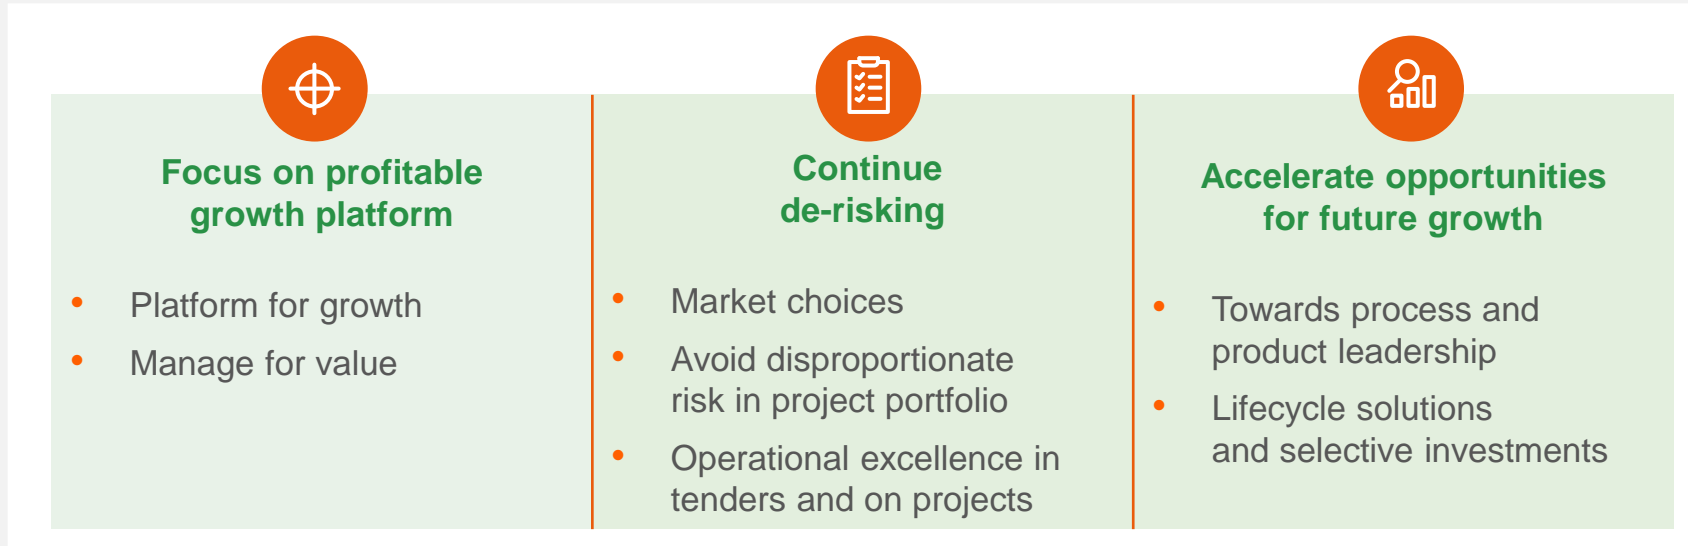 Focus on profitable
growth platform
• Platform for growth
• Manage for value
Continue
de-risking
• Market choices
• Avoid disproportionate
risk in project portfolio
• Operational excellence in
tenders and on projects
Accelerate opportunities
for future growth
• Towards process and
product leadership
• Lifecycle solutions
and selective investments